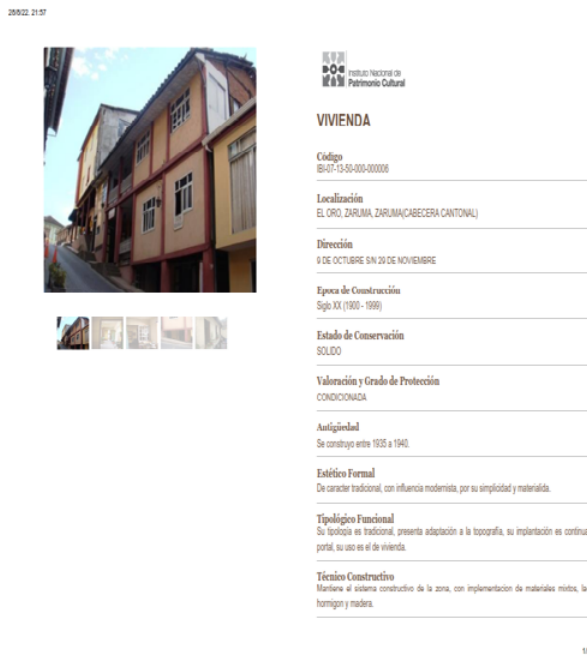 28/6/22, 21:57
Instituto Nacional de
Patrimonio Cultural
VIVIENDA
Código
IBI-07-13-50-000-000006
Localización
EL ORO, ZARUMA, ZARUMA(CABECERA CANTONAL)
Dirección
9 DE OCTUBRE S/N 29 DE NOVIEMBRE
Epoca de Construcción
Siglo XX (1900 - 1999)
Estado de Conservación
SOLIDO
Valoración y Grado de Protección
CONDICIONADA
Antigüedad
Se construyo entre 1935 a 1940.
Estético Formal
De caracter tradicional, con influencia modernista, por su simplicidad y materialida.
Tipológico Funcional
Su tipologia es tradicional, presenta adaptación a la topografía, su implantación es continua
portal, su uso es el de vivienda.
Técnico Constructivo
Mantiene el sistema constructivo de la zona, con implementacion de materiales mixtos, la
hormigon y madera.